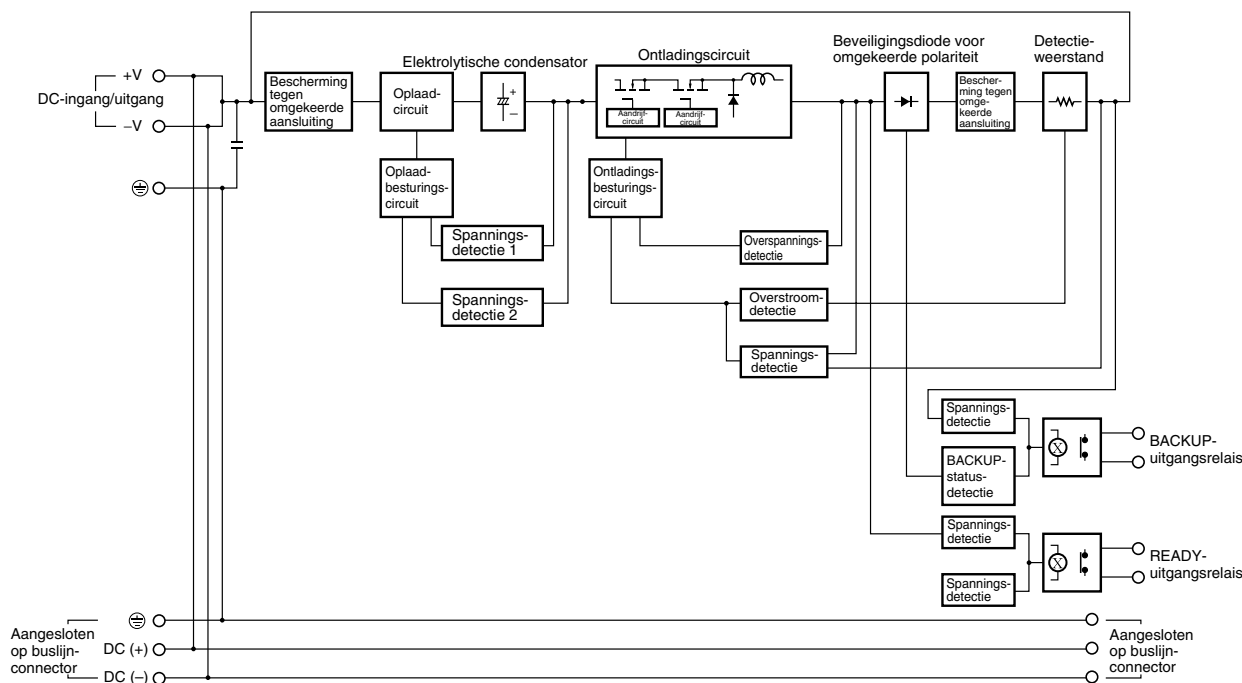 Beveiligingsdiode voor
omgekeerde polariteit
Detectie-
weerstand
Ontladingscircuit
Elektrolytische condensator
+V
DC-ingang/uitgang
–V
Bescherming
tegen
omgekeerde
aansluiting
Oplaad-
circuit
+
–
Aandrijf-
circuit
Aandrijf-
circuit
Bescher-
ming tegen
omge-
keerde
aansluiting
Oplaad-
besturings-
circuit
Ontladings-
besturings-
circuit
Spannings-
detectie 1
Overspannings-
detectie
Spannings-
detectie 2
Overstroom-
detectie
Spannings-
detectie
Spannings-
detectie
X
BACKUP-
uitgangsrelais
BACKUP-
status-
detectie
Spannings-
detectie
X
READY-
uitgangsrelais
Spannings-
detectie
Aangesloten
op buslijn-
connector
DC (+)
DC (–)
Aangesloten
op buslijn-
connector